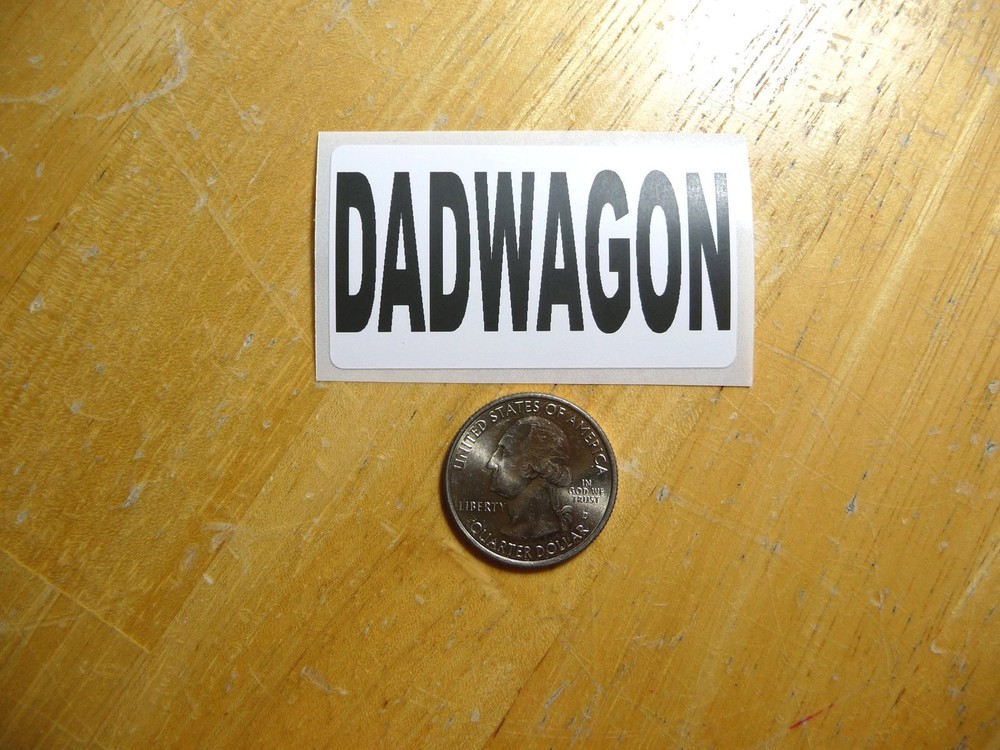 DADWAGON
UNITED STATES OF AMERICA
LIBERTY
IN
GOD WE
TRUST
D
QUARTER DOLLAR